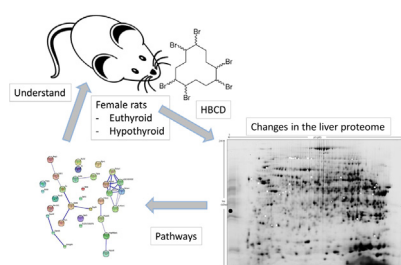 Br
Br
Br
Br
Br
Br
HBCD
Understand
Female rats
- Euthyroid
- Hypothyroid
Changes in the liver proteome
Pathways